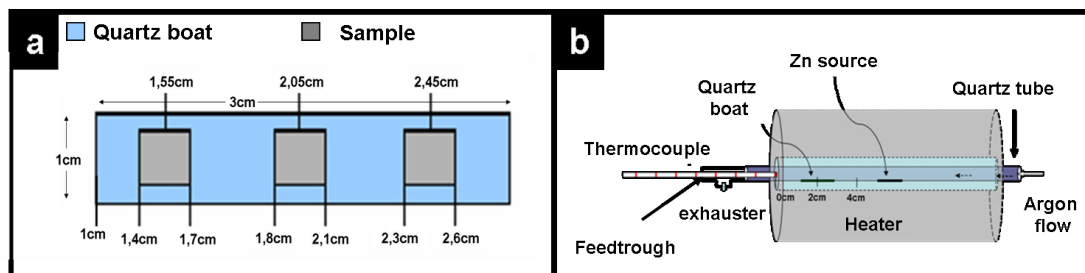 a
Quartz boat
Sample
1,55cm
2,05cm
2,45cm
3cm
1cm
1cm
1,4cm
1,7cm
1,8cm
2,1cm
2,3cm
2,6cm
b
Zn source
Quartz
boat
Quartz tube
Thermocouple
exhauster
Feedtrough
0cm
2cm
4cm
Heater
Argon
flow